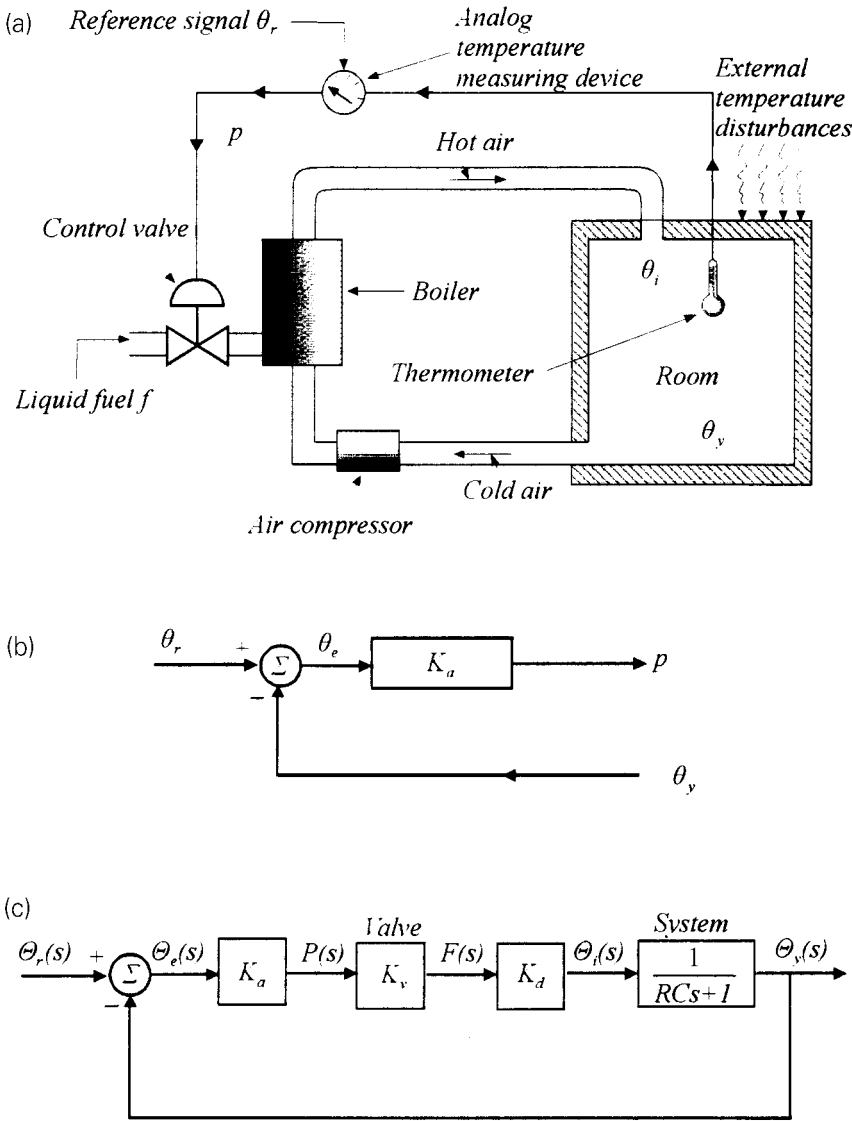 (a)
Reference signal θr
Analog
temperature
measuring device
External
temperature
disturbances
p
Hot air
Control valve
θi
Boiler
Thermometer
Room
Liquid fuel f
θy
Cold air
Air compressor
(b)
θr
+
Σ
θe
Ka
p
−
θy
(c)
Valve
System
Θr(s)
+
Σ
Θe(s)
Ka
P(s)
Kv
F(s)
Kd
Θi(s)
1
RCs+1
Θy(s)
−